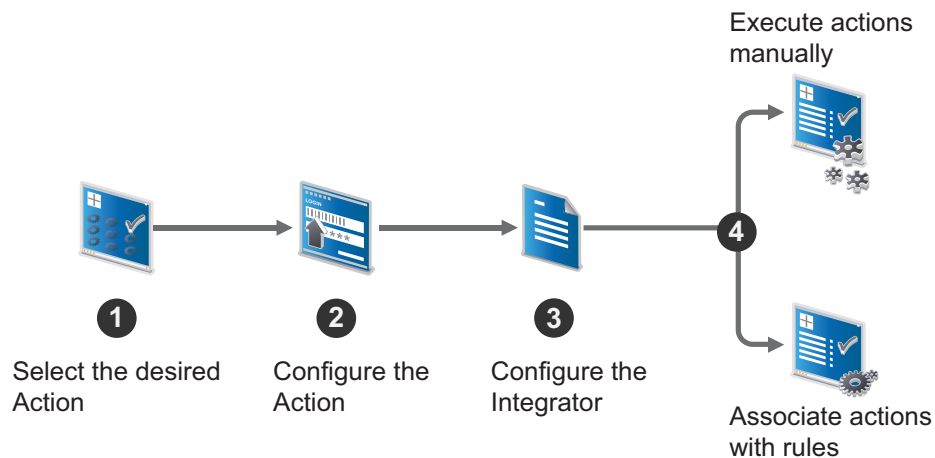 Execute actions
manually
LOGIN
***
4
1
2
3
Select the desired
Action
Configure the
Action
Configure the
Integrator
Associate actions
with rules